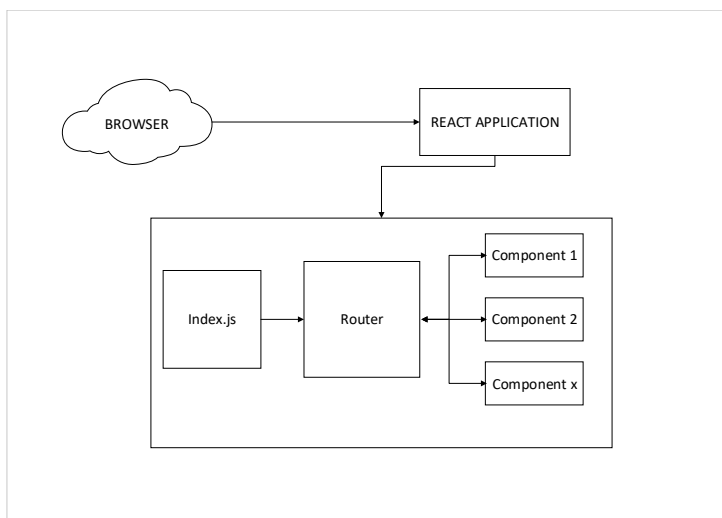 BROWSER
REACT APPLICATION
Index.js
Router
Component 1
Component 2
Component x